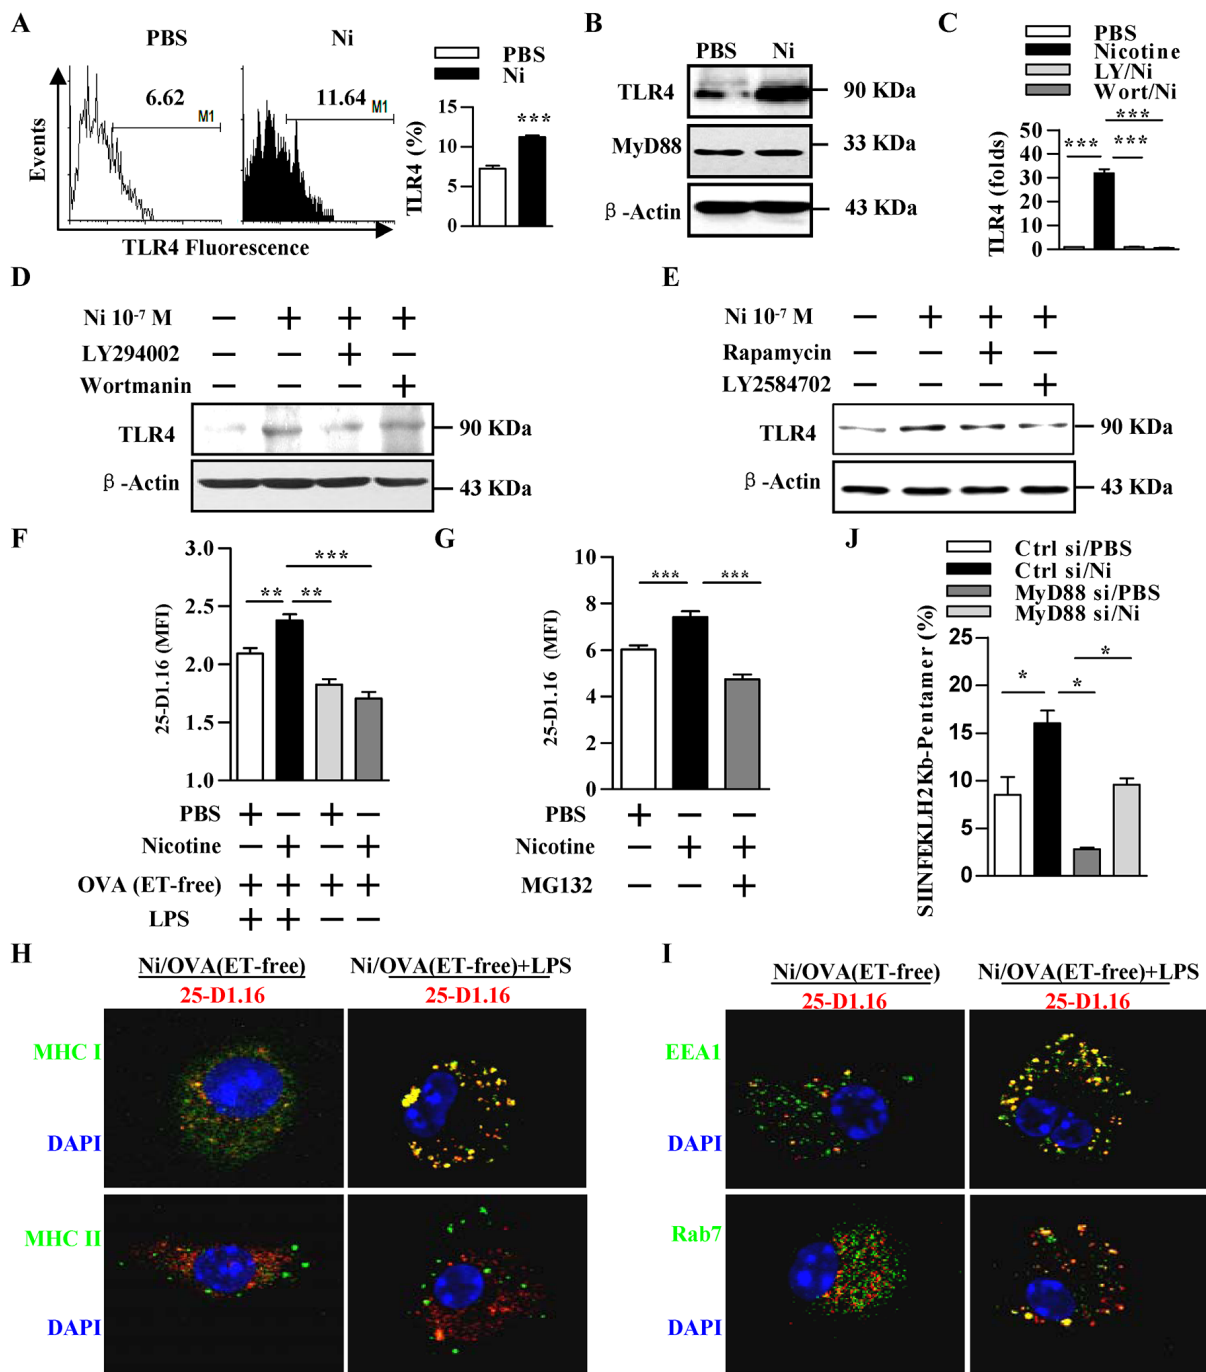 A
PBS
Ni
6.62
M1
11.64
M1
Events
TLR4 Fluorescence
PBS
Ni
***
15
10
5
0
TLR4 (%)
B
PBS Ni
TLR4
90 KDa
MyD88
33 KDa
β-Actin
43 KDa
C
PBS
Nicotine
LY/Ni
Wort/Ni
***
*** ***
50
40
30
20
10
0
TLR4 (folds)
D
Ni 10-7 M − + + +
LY294002 − − + −
Wortmanin − − − +
TLR4
90 KDa
β-Actin
43 KDa
E
Ni 10-7 M − + + +
Rapamycin − − + −
LY2584702 − − − +
TLR4
90 KDa
β-Actin
43 KDa
F
***
** **
2.5
2.0
1.5
1.0
25-D1.16 (MFI)
PBS + − − −
Nicotine − + + +
OVA (ET-free) + + + +
LPS + + − −
G
*** ***
10
8
6
4
2
0
25-D1.16 (MFI)
PBS + − −
Nicotine − + +
MG132 − − +
J
Ctrl si/PBS
Ctrl si/Ni
MyD88 si/PBS
MyD88 si/Ni
*
* *
25
20
15
10
5
0
SIINFEKLH2Kb-Pentamer (%)
H
Ni/OVA(ET-free) Ni/OVA(ET-free)+LPS
25-D1.16 25-D1.16
MHC I
DAPI
MHC II
DAPI
I
Ni/OVA(ET-free) Ni/OVA(ET-free)+LPS
25-D1.16 25-D1.16
EEA1
DAPI
Rab7
DAPI